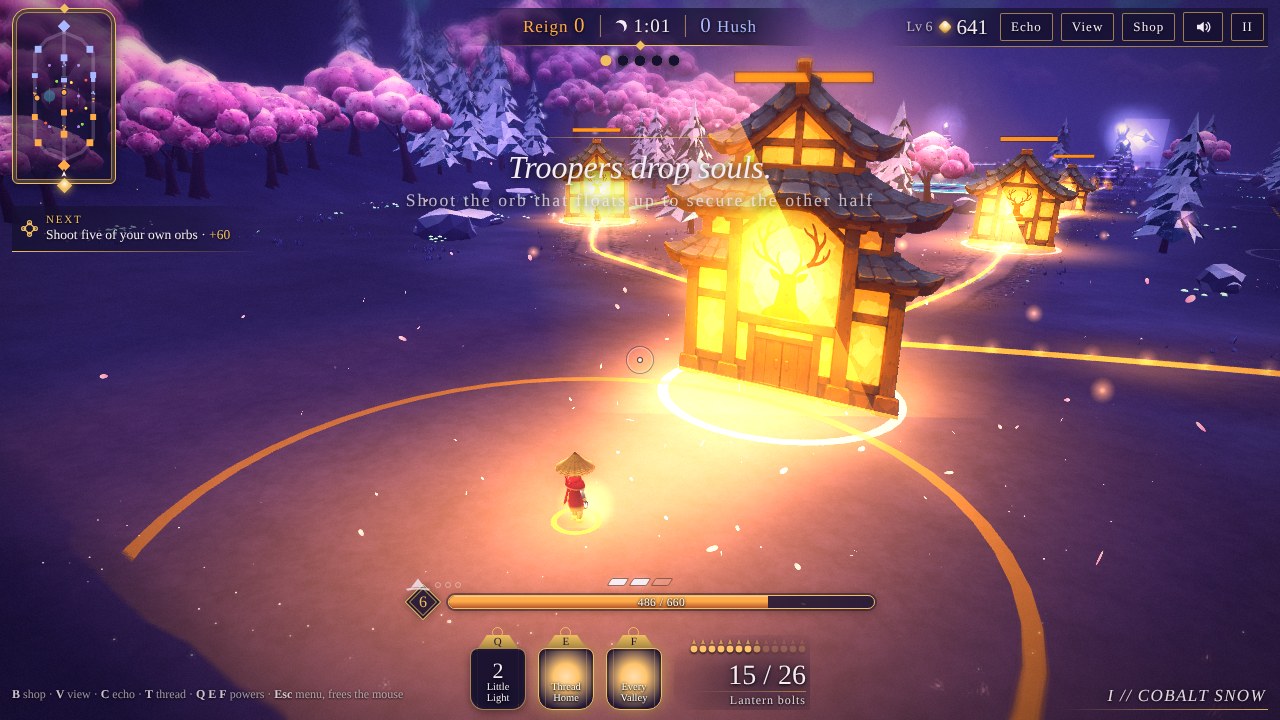 Reign 0
1:01
0 Hush
Lv 6 641
Echo
View
Shop
II
Troopers drop souls.
Shoot the orb that floats up to secure the other half
NEXT
Shoot five of your own orbs · +60
6
486 / 660
Q
E
F
2
Little
Light
Thread
Home
Every
Valley
15 / 26
Lantern bolts
B shop · V view · C echo · T thread · Q E F powers · Esc menu, frees the mouse
I // COBALT SNOW